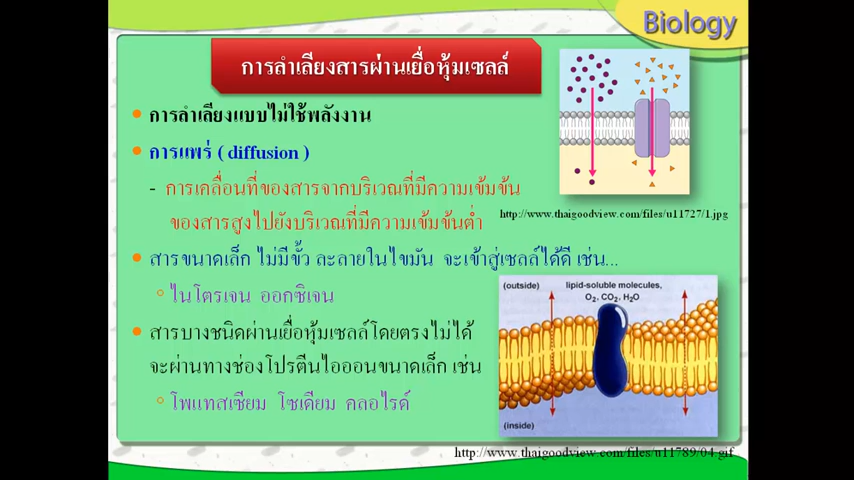 Biology
การลำเลียงสารผ่านเยื่อหุ้มเซลล์
การลำเลียงแบบไม่ใช้พลังงาน
การแพร่ ( diffusion )
- การเคลื่อนที่ของสารจากบริเวณที่มีความเข้มข้น
ของสารสูงไปยังบริเวณที่มีความเข้มข้นต่ำ
http://www.thaigoodview.com/files/u11727/1.jpg
สารขนาดเล็ก ไม่มีขั้ว ละลายในไขมัน จะเข้าสู่เซลล์ได้ดี เช่น...
ไนโตรเจน ออกซิเจน
(outside)
lipid-soluble molecules,
O₂, CO₂, H₂O
สารบางชนิดผ่านเยื่อหุ้มเซลล์โดยตรงไม่ได้
จะผ่านทางช่องโปรตีนไอออนขนาดเล็ก เช่น
โพแทสเซียม โซเดียม คลอไรด์
(inside)
http://www.thaigoodview.com/files/u11789/04.gif